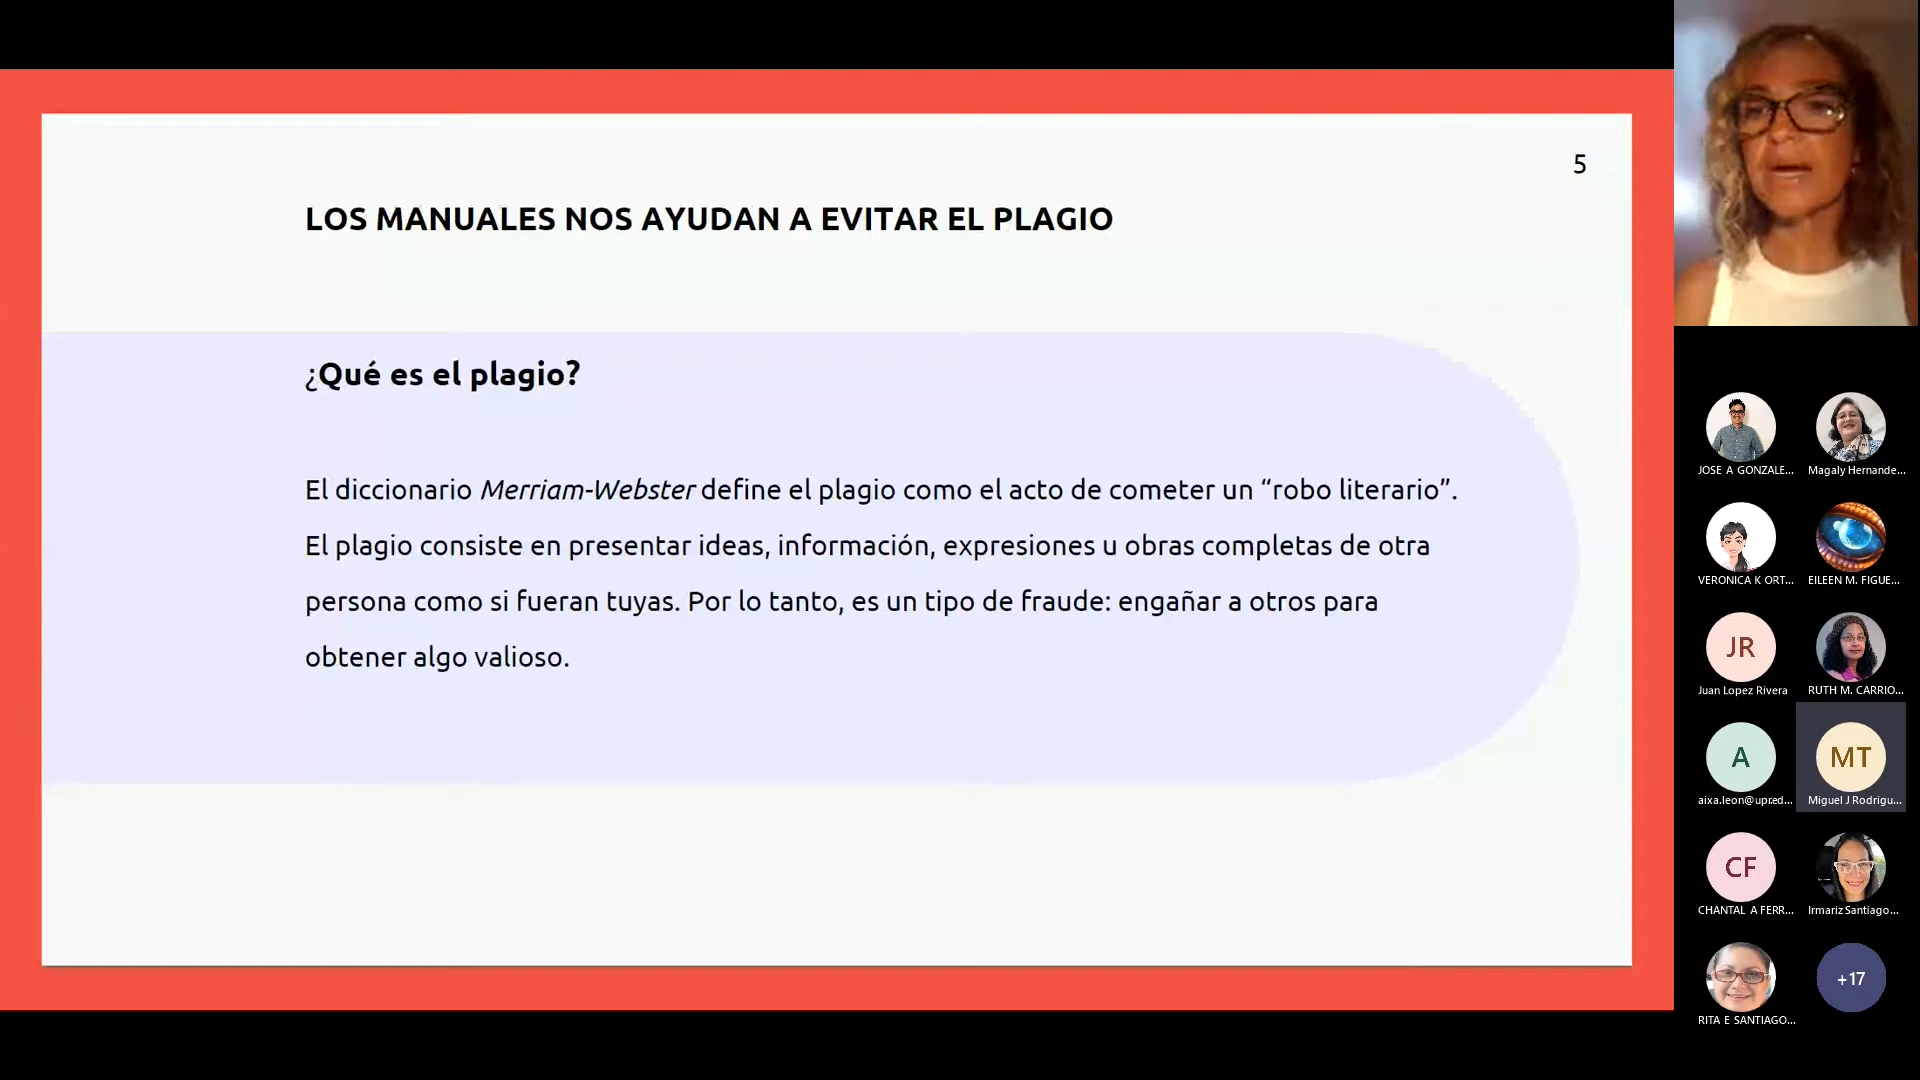 5
LOS MANUALES NOS AYUDAN A EVITAR EL PLAGIO
¿Qué es el plagio?
El diccionario Merriam-Webster define el plagio como el acto de cometer un “robo literario”.
El plagio consiste en presentar ideas, información, expresiones u obras completas de otra
persona como si fueran tuyas. Por lo tanto, es un tipo de fraude: engañar a otros para
obtener algo valioso.
JOSE A GONZALE...
Magaly Hernande...
VERONICA K ORT...
EILEEN M. FIGUE...
JR
Juan Lopez Rivera
RUTH M. CARRIO...
A
aixa.leon@upr.ed...
MT
Miguel J Rodrigu...
CF
CHANTAL A FERR...
Irmariz Santiago...
RITA E SANTIAGO...
+17